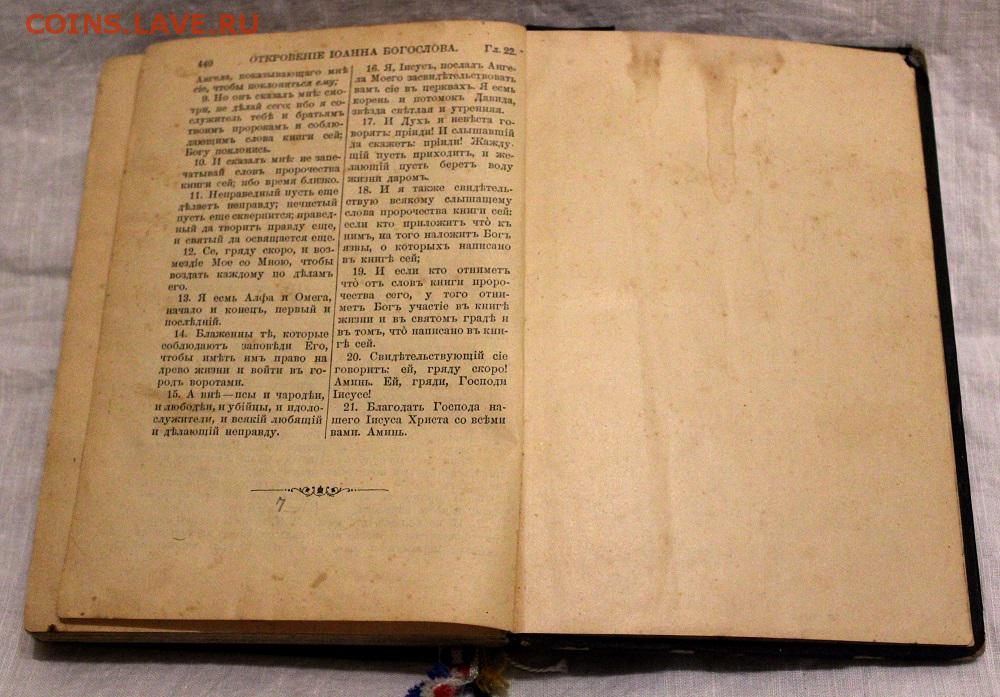 COINS.LAVE.RU
440
ОТКРОВЕНІЕ ІОАННА БОГОСЛОВА.
Гл. 22.
Ангела, показывающаго мнѣ
сіе, чтобы поклониться ему;
9. Но онъ сказалъ мнѣ: смо-
три, не дѣлай сего; ибо я со-
служитель тебѣ и братьямъ
твоимъ пророкамъ и соблю-
дающимъ слова книги сей;
Богу поклонись.
10. И сказалъ мнѣ: не запе-
чатывай словъ пророчества
книги сей; ибо время близко.
11. Неправедный пусть еще
дѣлаетъ неправду; нечистый
пусть еще сквернится; правед-
ный да творитъ правду еще,
и святый да освящается еще.
12. Се, гряду скоро, и воз-
мездіе Мое со Мною, чтобы
воздать каждому по дѣламъ
его.
13. Я есмь Алфа и Омега,
начало и конецъ, первый и
послѣдній.
14. Блаженны тѣ, которые
соблюдаютъ заповѣди Его,
чтобы имѣть имъ право на
древо жизни и войти въ го-
родъ воротами.
15. А внѣ—псы и чародѣи,
и любодѣи, и убійцы, и идоло-
служители, и всякій любящій
и дѣлающій неправду.
16. Я, Іисусъ, послалъ Анге-
ла Моего засвидѣтельствовать
вамъ сіе въ церквахъ. Я есмь
корень и потомокъ Давида,
звѣзда свѣтлая и утренняя.
17. И Духъ и невѣста го-
ворятъ: пріиди! И слышавшій
да скажетъ: пріиди! Жажду-
щій пусть приходитъ, и же-
лающій пусть беретъ воду
жизни даромъ.
18. И я также свидѣтель-
ствую всякому слышащему
слова пророчества книги сей:
если кто приложитъ что̀ къ
нимъ, на того наложитъ Богъ
язвы, о которыхъ написано
въ книгѣ сей;
19. И если кто отниметъ
что̀ отъ словъ книги проро-
чества сего, у того отни-
метъ Богъ участіе въ книгѣ
жизни и въ святомъ градѣ и
въ томъ, что̀ написано въ кни-
гѣ сей.
20. Свидѣтельствующій сіе
говоритъ: ей, гряду скоро!
Аминь. Ей, гряди, Господи
Іисусе!
21. Благодать Господа на-
шего Іисуса Христа со всѣми
вами. Аминь.
7